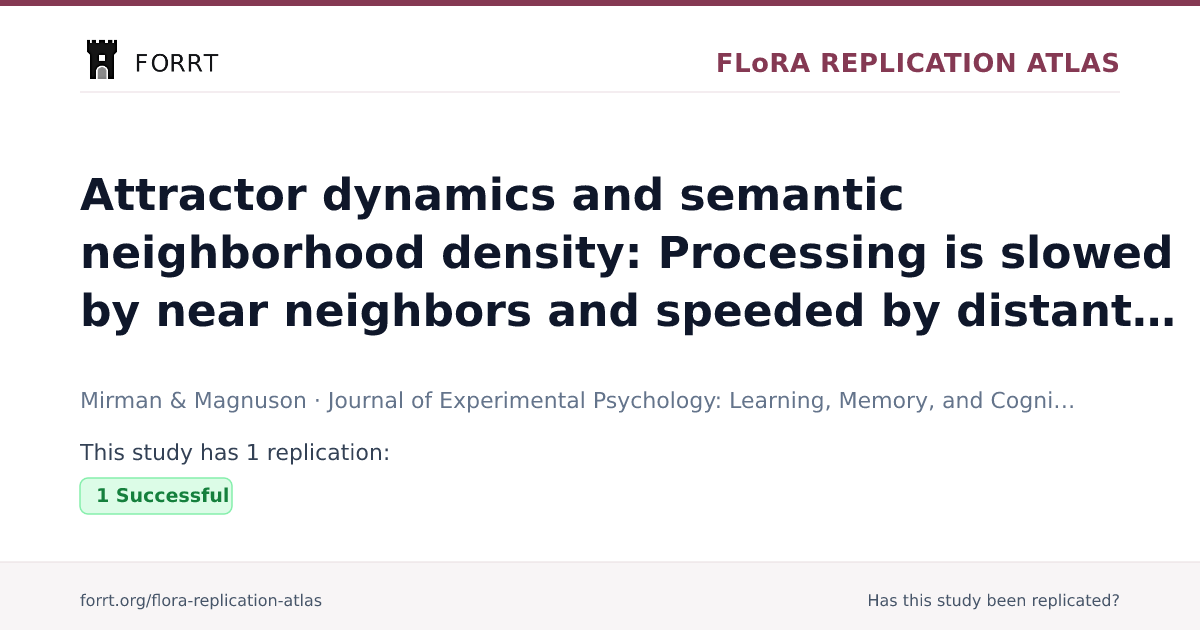 FORRT
FLoRA REPLICATION ATLAS
Attractor dynamics and semantic
neighborhood density: Processing is slowed
by near neighbors and speeded by distant…
Mirman & Magnuson · Journal of Experimental Psychology: Learning, Memory, and Cogni…
This study has 1 replication:
1 Successful
forrt.org/flora-replication-atlas
Has this study been replicated?